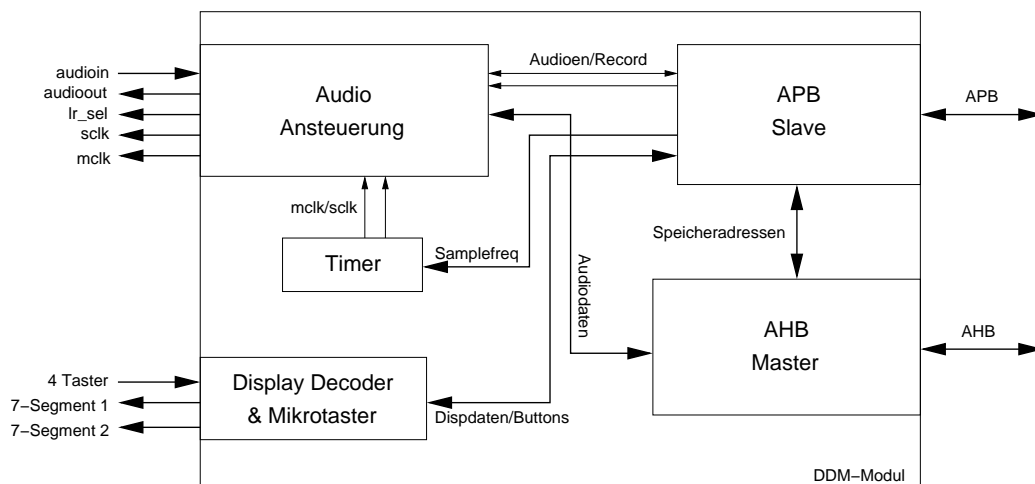 audioin
audioout
lr_sel
sclk
mclk
Audio
Ansteuerung
Audioen/Record
APB
Slave
APB
mclk/sclk
Timer
Samplefreq
Speicheradressen
Audiodaten
AHB
Master
AHB
4 Taster
7−Segment 1
7−Segment 2
Display Decoder
& Mikrotaster
Dispdaten/Buttons
DDM−Modul